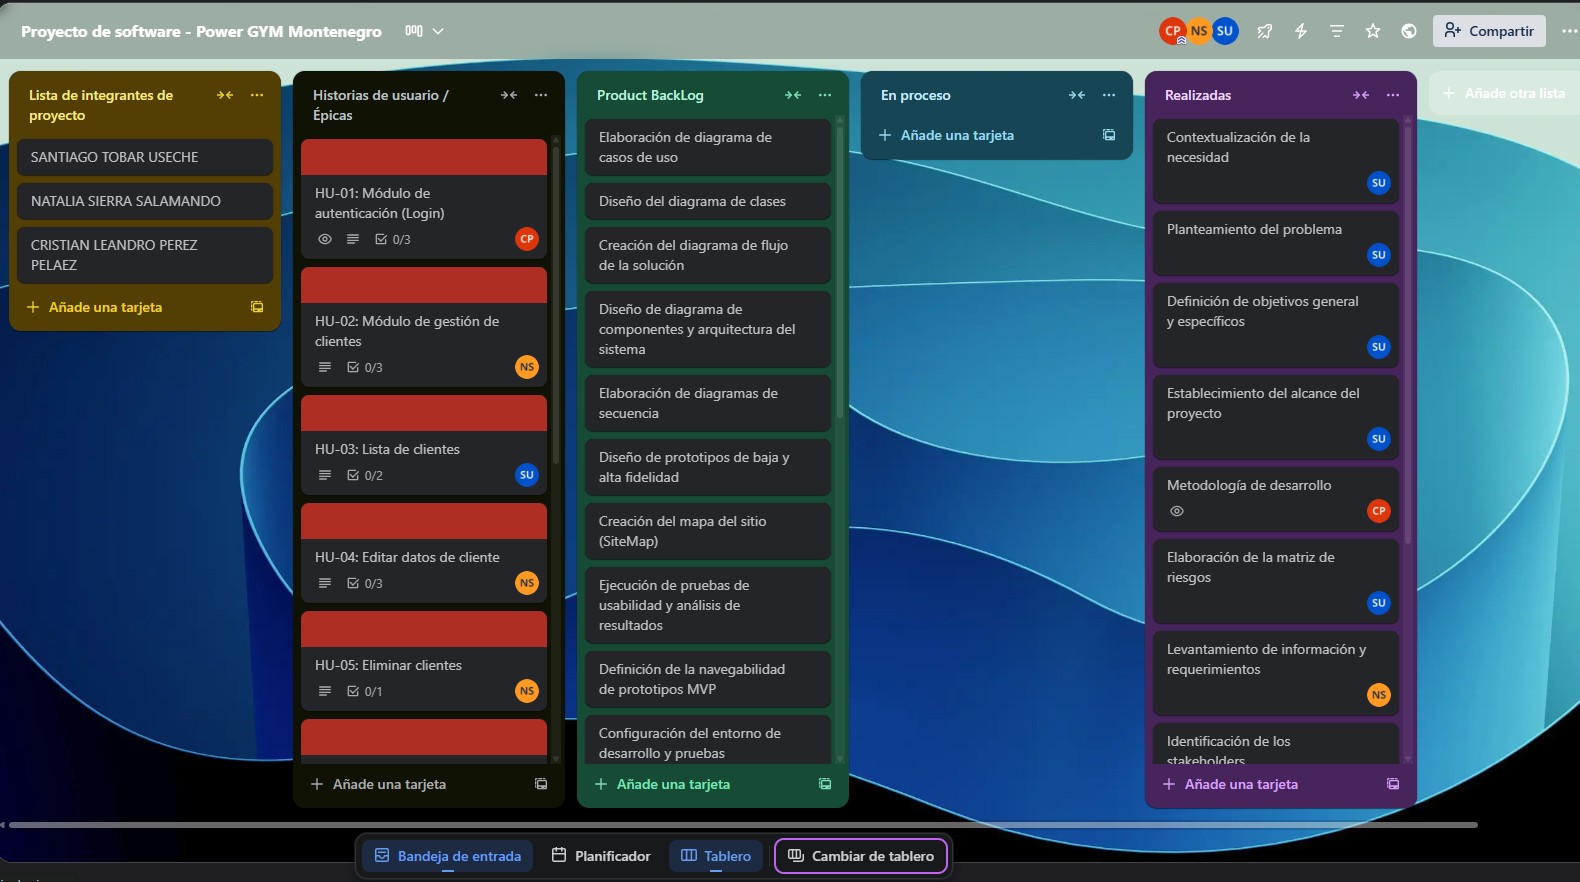 Proyecto de software - Power GYM Montenegro
CP
NS
SU
Compartir
Lista de integrantes de
proyecto
SANTIAGO TOBAR USECHE
NATALIA SIERRA SALAMANDO
CRISTIAN LEANDRO PEREZ
PELAEZ
Añade una tarjeta
Historias de usuario /
Épicas
HU-01: Módulo de
autenticación (Login)
0/3
CP
HU-02: Módulo de gestión de
clientes
0/3
NS
HU-03: Lista de clientes
0/2
SU
HU-04: Editar datos de cliente
0/3
NS
HU-05: Eliminar clientes
0/1
NS
Añade una tarjeta
Product BackLog
Elaboración de diagrama de
casos de uso
Diseño del diagrama de clases
Creación del diagrama de flujo
de la solución
Diseño de diagrama de
componentes y arquitectura del
sistema
Elaboración de diagramas de
secuencia
Diseño de prototipos de baja y
alta fidelidad
Creación del mapa del sitio
(SiteMap)
Ejecución de pruebas de
usabilidad y análisis de
resultados
Definición de la navegabilidad
de prototipos MVP
Configuración del entorno de
desarrollo y pruebas
Añade una tarjeta
En proceso
Añade una tarjeta
Realizadas
Contextualización de la
necesidad
SU
Planteamiento del problema
SU
Definición de objetivos general
y específicos
SU
Establecimiento del alcance del
proyecto
SU
Metodología de desarrollo
CP
Elaboración de la matriz de
riesgos
SU
Levantamiento de información y
requerimientos
NS
Identificación de los
stakeholders
Añade una tarjeta
Añade otra lista
Bandeja de entrada
Planificador
Tablero
Cambiar de tablero